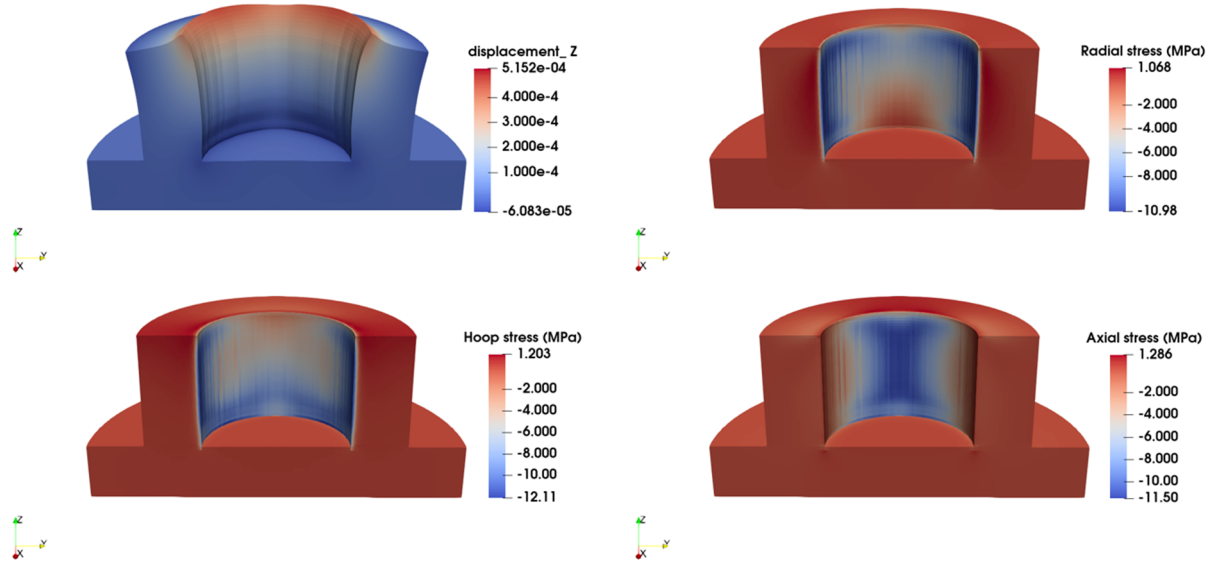 displacement_ Z
5.152e-04
4.000e-4
3.000e-4
2.000e-4
1.000e-4
-6.083e-05
Z
Y
X
Radial stress (MPa)
1.068
-2.000
-4.000
-6.000
-8.000
-10.98
Z
Y
X
Hoop stress (MPa)
1.203
-2.000
-4.000
-6.000
-8.000
-10.00
-12.11
Z
Y
X
Axial stress (MPa)
1.286
-2.000
-4.000
-6.000
-8.000
-10.00
-11.50
Z
Y
X